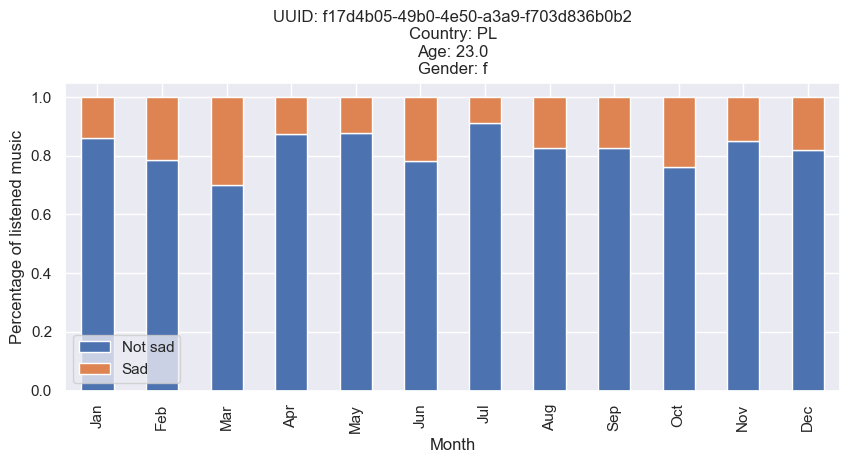 UUID: f17d4b05-49b0-4e50-a3a9-f703d836b0b2
Country: PL
Age: 23.0
Gender: f
Percentage of listened music
1.0
0.8
0.6
0.4
0.2
0.0
Not sad
Sad
Jan
Feb
Mar
Apr
May
Jun
Jul
Aug
Sep
Oct
Nov
Dec
Month